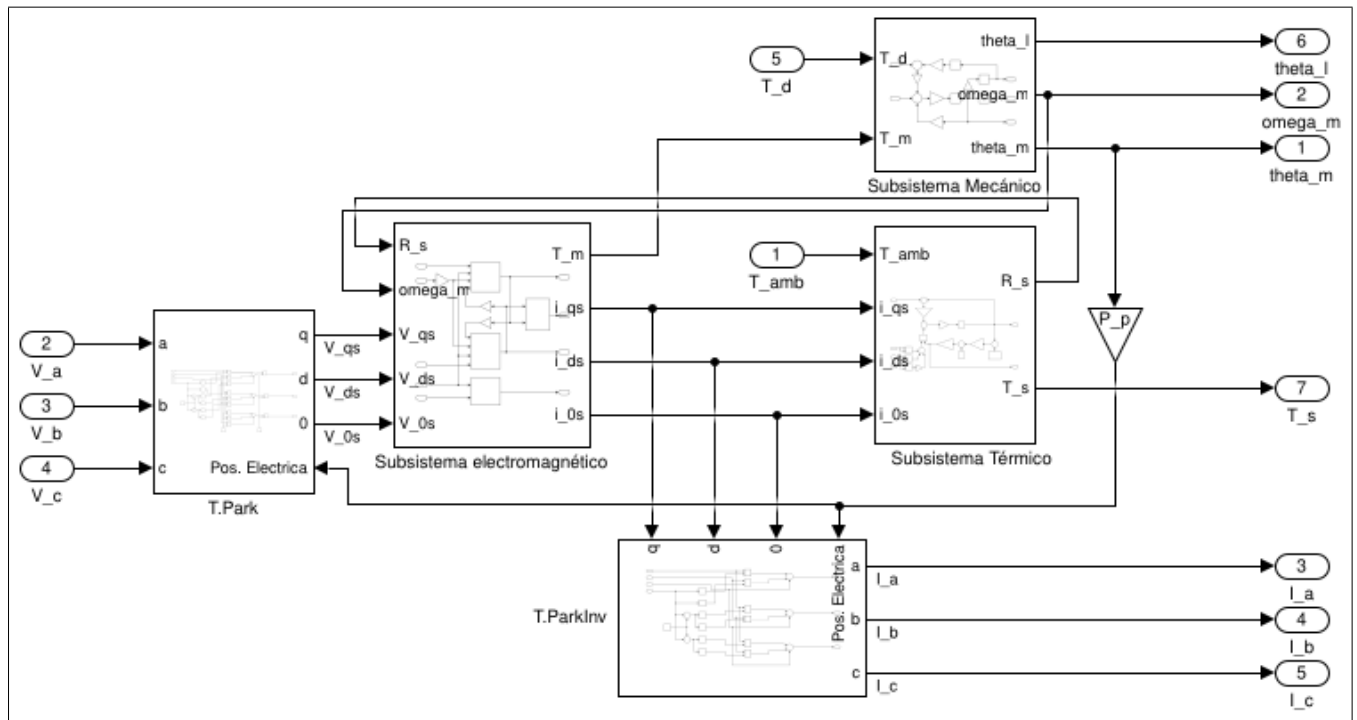 5
T_d
T_d
T_m
theta_l
omega_m
theta_m
Subsistema Mecánico
6
theta_l
2
omega_m
1
theta_m
R_s
omega_m
V_qs
V_ds
V_0s
T_m
i_qs
i_ds
i_0s
Subsistema electromagnético
1
T_amb
T_amb
i_qs
i_ds
i_0s
R_s
T_s
Subsistema Térmico
P_p
7
T_s
2
V_a
3
V_b
4
V_c
a
b
c
q
d
0
Pos. Electrica
T.Park
V_qs
V_ds
V_0s
q
d
0
Pos. Electrica
a
b
c
T.ParkInv
I_a
I_b
I_c
3
I_a
4
I_b
5
I_c